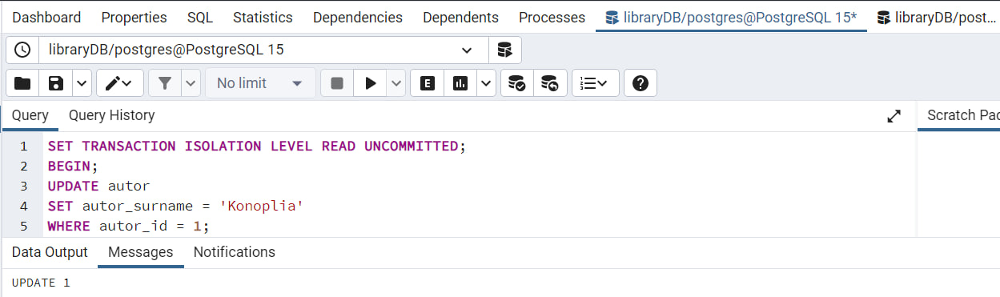 Dashboard Properties SQL Statistics Dependencies Dependents Processes libraryDB/postgres@PostgreSQL 15* libraryDB/post...
libraryDB/postgres@PostgreSQL 15
No limit E
Query Query History Scratch Pad
1 SET TRANSACTION ISOLATION LEVEL READ UNCOMMITTED;
2 BEGIN;
3 UPDATE autor
4 SET autor_surname = 'Konoplia'
5 WHERE autor_id = 1;
Data Output Messages Notifications
UPDATE 1